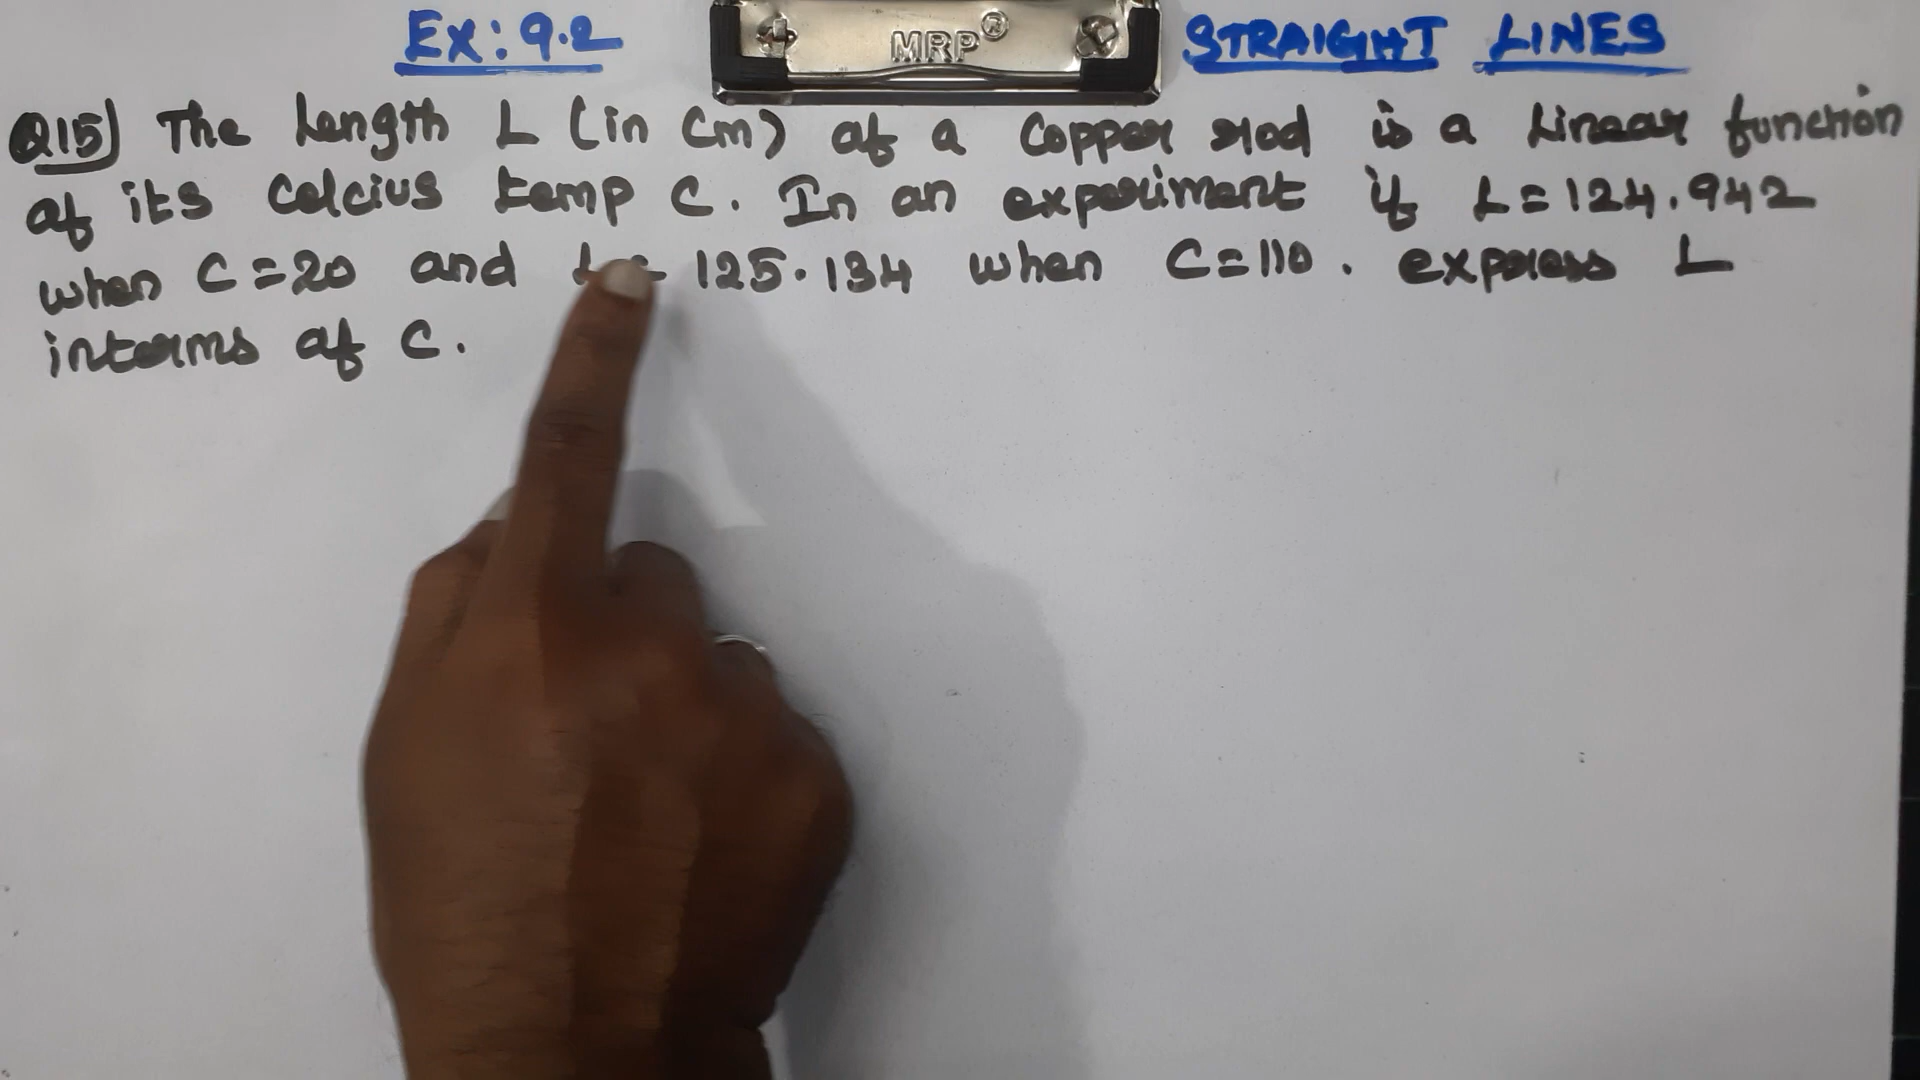 Ex: 9.2
MRP®
STRAIGHT LINES
Q15) The Length L (in Cm) of a Copper rod is a Linear function
of its Celcius temp C. In an experiment if L = 124.942
when C = 20 and L = 125.134 when C = 110. express L
interms of C.